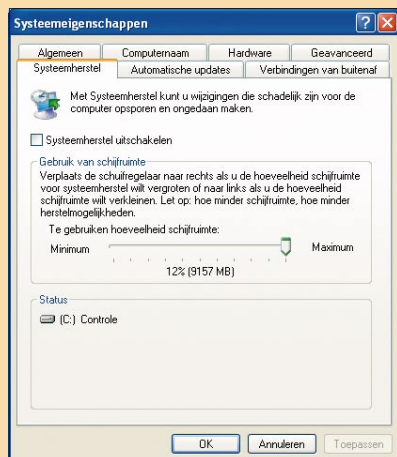 Systeemeigenschappen
Algemeen Computernaam Hardware Geavanceerd
Systeemherstel Automatische updates Verbindingen van buitenaf
Met Systeemherstel kunt u wijzigingen die schadelijk zijn voor de
computer opsporen en ongedaan maken.
Systeemherstel uitschakelen
Gebruik van schijfruimte
Verplaats de schuifregelaar naar rechts als u de hoeveelheid schijfruimte
voor systeemherstel wilt vergroten of naar links als u de hoeveelheid
schijfruimte wilt verkleinen. Let op: hoe minder schijfruimte, hoe minder
herstelmogelijkheden.
Te gebruiken hoeveelheid schijfruimte:
Minimum Maximum
12% (9157 MB)
Status
(C:) Controle
OK Annuleren Toepassen